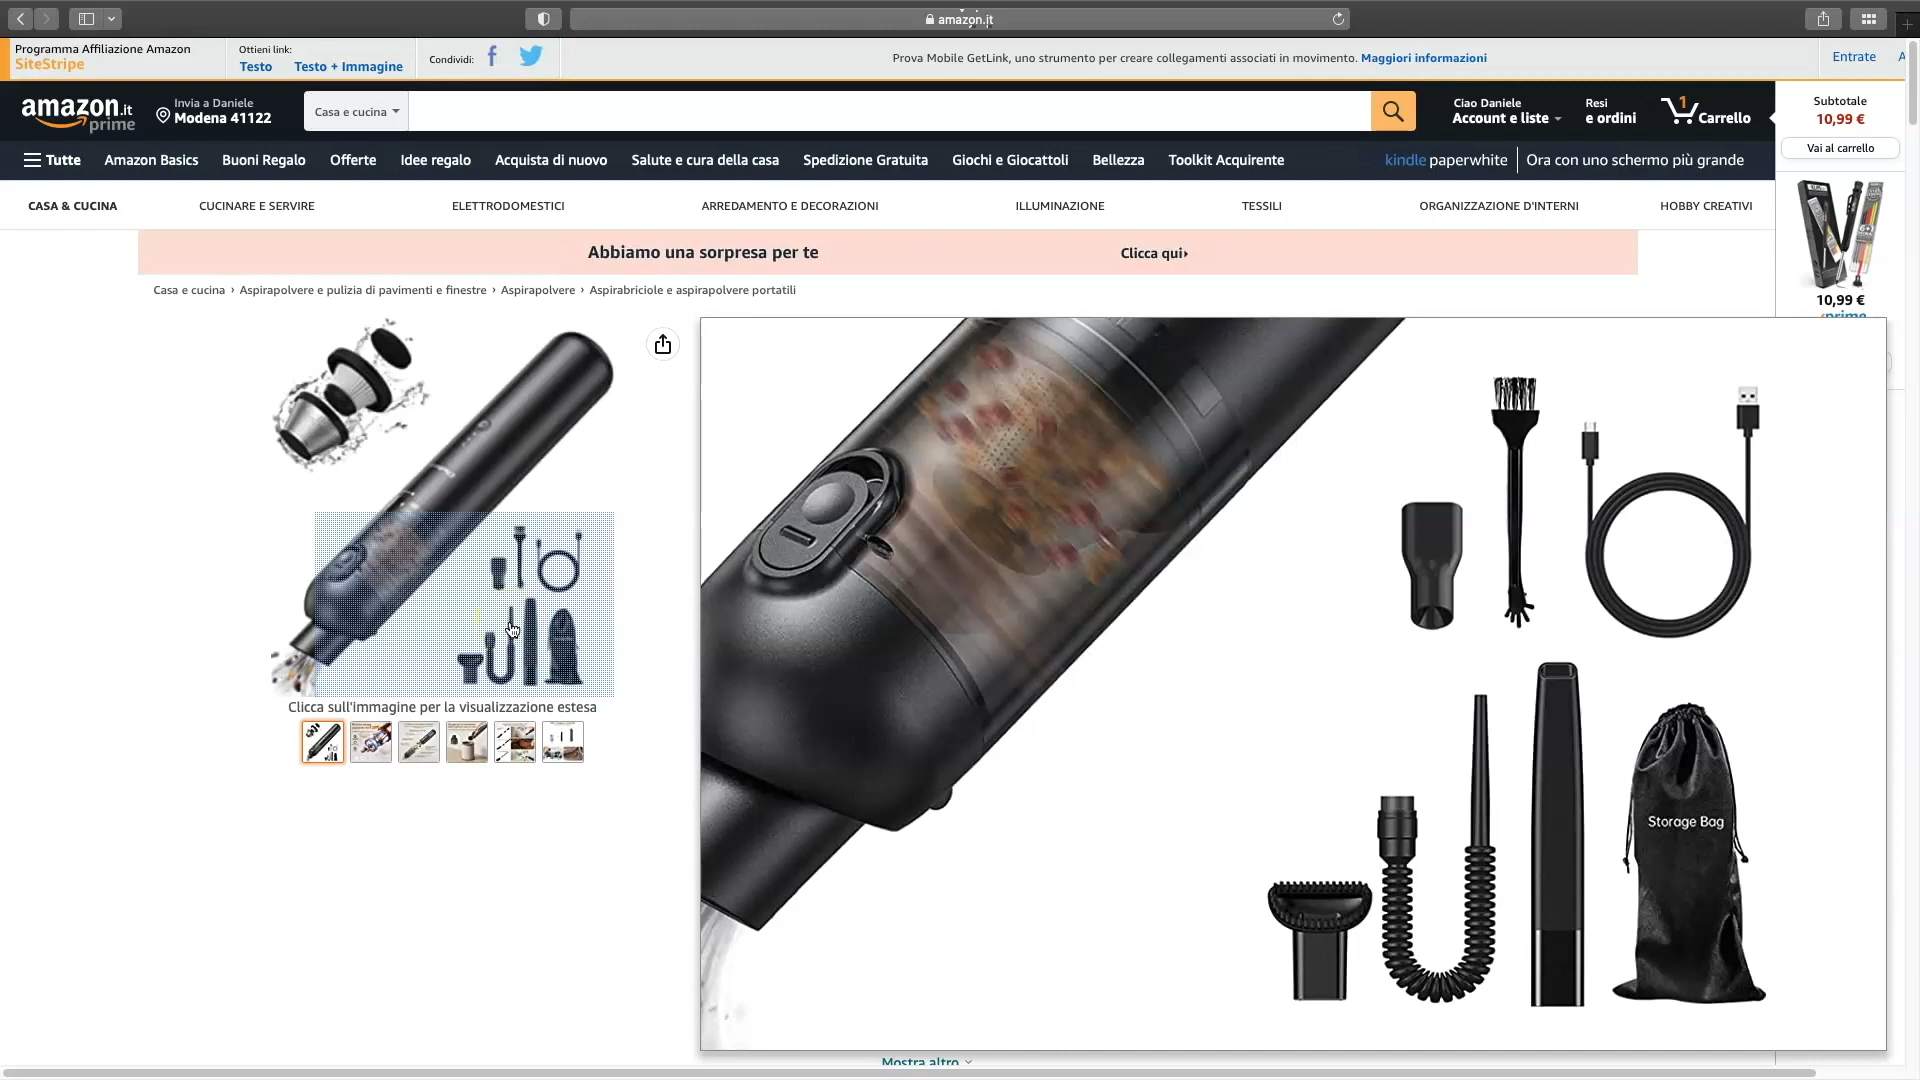 amazon.it
Programma Affiliazione Amazon
SiteStripe
Ottieni link:
Testo
Testo + Immagine
Condividi:
Prova Mobile GetLink, uno strumento per creare collegamenti associati in movimento. Maggiori informazioni
Entrate
amazon.it
prime
Invia a Daniele
Modena 41122
Casa e cucina
Ciao Daniele
Account e liste
Resi
e ordini
1
Carrello
Subtotale
10,99 €
Vai al carrello
Tutte
Amazon Basics
Buoni Regalo
Offerte
Idee regalo
Acquista di nuovo
Salute e cura della casa
Spedizione Gratuita
Giochi e Giocattoli
Bellezza
Toolkit Acquirente
kindle paperwhite
Ora con uno schermo più grande
CASA & CUCINA
CUCINARE E SERVIRE
ELETTRODOMESTICI
ARREDAMENTO E DECORAZIONI
ILLUMINAZIONE
TESSILI
ORGANIZZAZIONE D'INTERNI
HOBBY CREATIVI
Abbiamo una sorpresa per te
Clicca qui›
Casa e cucina › Aspirapolvere e pulizia di pavimenti e finestre › Aspirapolvere › Aspirabriciole e aspirapolvere portatili
10,99 €
prime
Storage Bag
Clicca sull'immagine per la visualizzazione estesa
Mostra altro